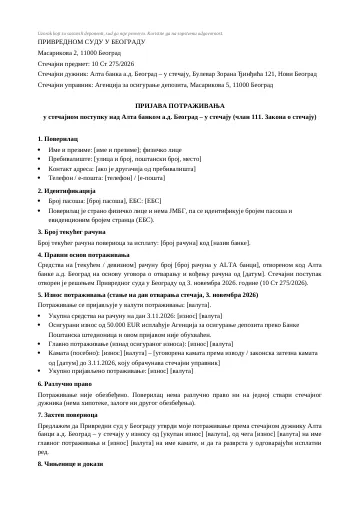 ПРИВРЕДНОМ СУДУ У БЕОГРАДУ
Масарикова 2, 11000 Београд
Стечајни предмет: 10 Ст 275/2026
Стечајни дужник: Алта банка а.д. Београд – у стечају, Булевар Зорана Ђинђића 121, Нови Београд
Стечајни управник: Агенција за осигурање депозита, Масарикова 5, 11000 Београд
ПРИЈАВА ПОТРАЖИВАЊА
у стечајном поступку над Алта банком а.д. Београд – у стечају (члан 111. Закона о стечају)
1. Поверилац
• Име и презиме: [име и презиме]; физичко лице
• Пребивалиште: [улица и број, поштански број, место]
• Контакт адреса: [ако је другачија од пребивалишта]
• Телефон / е-пошта: [телефон] / [е-пошта]
2. Идентификација
• Број пасоша: [број пасоша], ЕБС: [ЕБС]
• Поверилац је страно физичко лице и нема ЈМБГ, па се идентификује бројем пасоша и
евиденционим бројем странца (ЕБС).
3. Број текућег рачуна
Број текућег рачуна повериоца за исплату: [број рачуна] код [назив банке].
4. Правни основ потраживања
Средства на [текућем / девизном] рачуну број [број рачуна у ALTA банци], отвореном код Алта
банке а.д. Београд на основу уговора о отварању и вођењу рачуна од [датум]. Стечајни поступак
отворен је решењем Привредног суда у Београду од 3. новембра 2026. године (10 Ст 275/2026).
5. Износ потраживања (стање на дан отварања стечаја, 3. новембра 2026)
Потраживање се пријављује у валути потраживања: [валута].
• Укупна средства на рачуну на дан 3.11.2026: [износ] [валута]
• Осигурани износ од 50.000 EUR исплаћује Агенција за осигурање депозита преко Банке
Поштанска штедионица и овом пријавом није обухваћен.
• Главно потраживање (изнад осигураног износа): [износ] [валута]
• Камата (посебно): [износ] [валута] – [уговорена камата према изводу / законска затезна камата
од [датум] до 3.11.2026, коју обрачунава стечајни управник]
• Укупно пријављено потраживање: [износ] [валута]
6. Разлучно право
Потраживање није обезбеђено. Поверилац нема разлучно право ни на једној ствари стечајног
дужника (нема хипотеке, залоге ни другог обезбеђења).
7. Захтев повериоца
Предлажем да Привредни суд у Београду утврди моје потраживање према стечајном дужнику Алта
банци а.д. Београд – у стечају у износу од [укупан износ] [валута], од чега [износ] [валута] на име
главног потраживања и [износ] [валута] на име камате, и да га разврста у одговарајући исплатни
ред.
8. Чињенице и докази